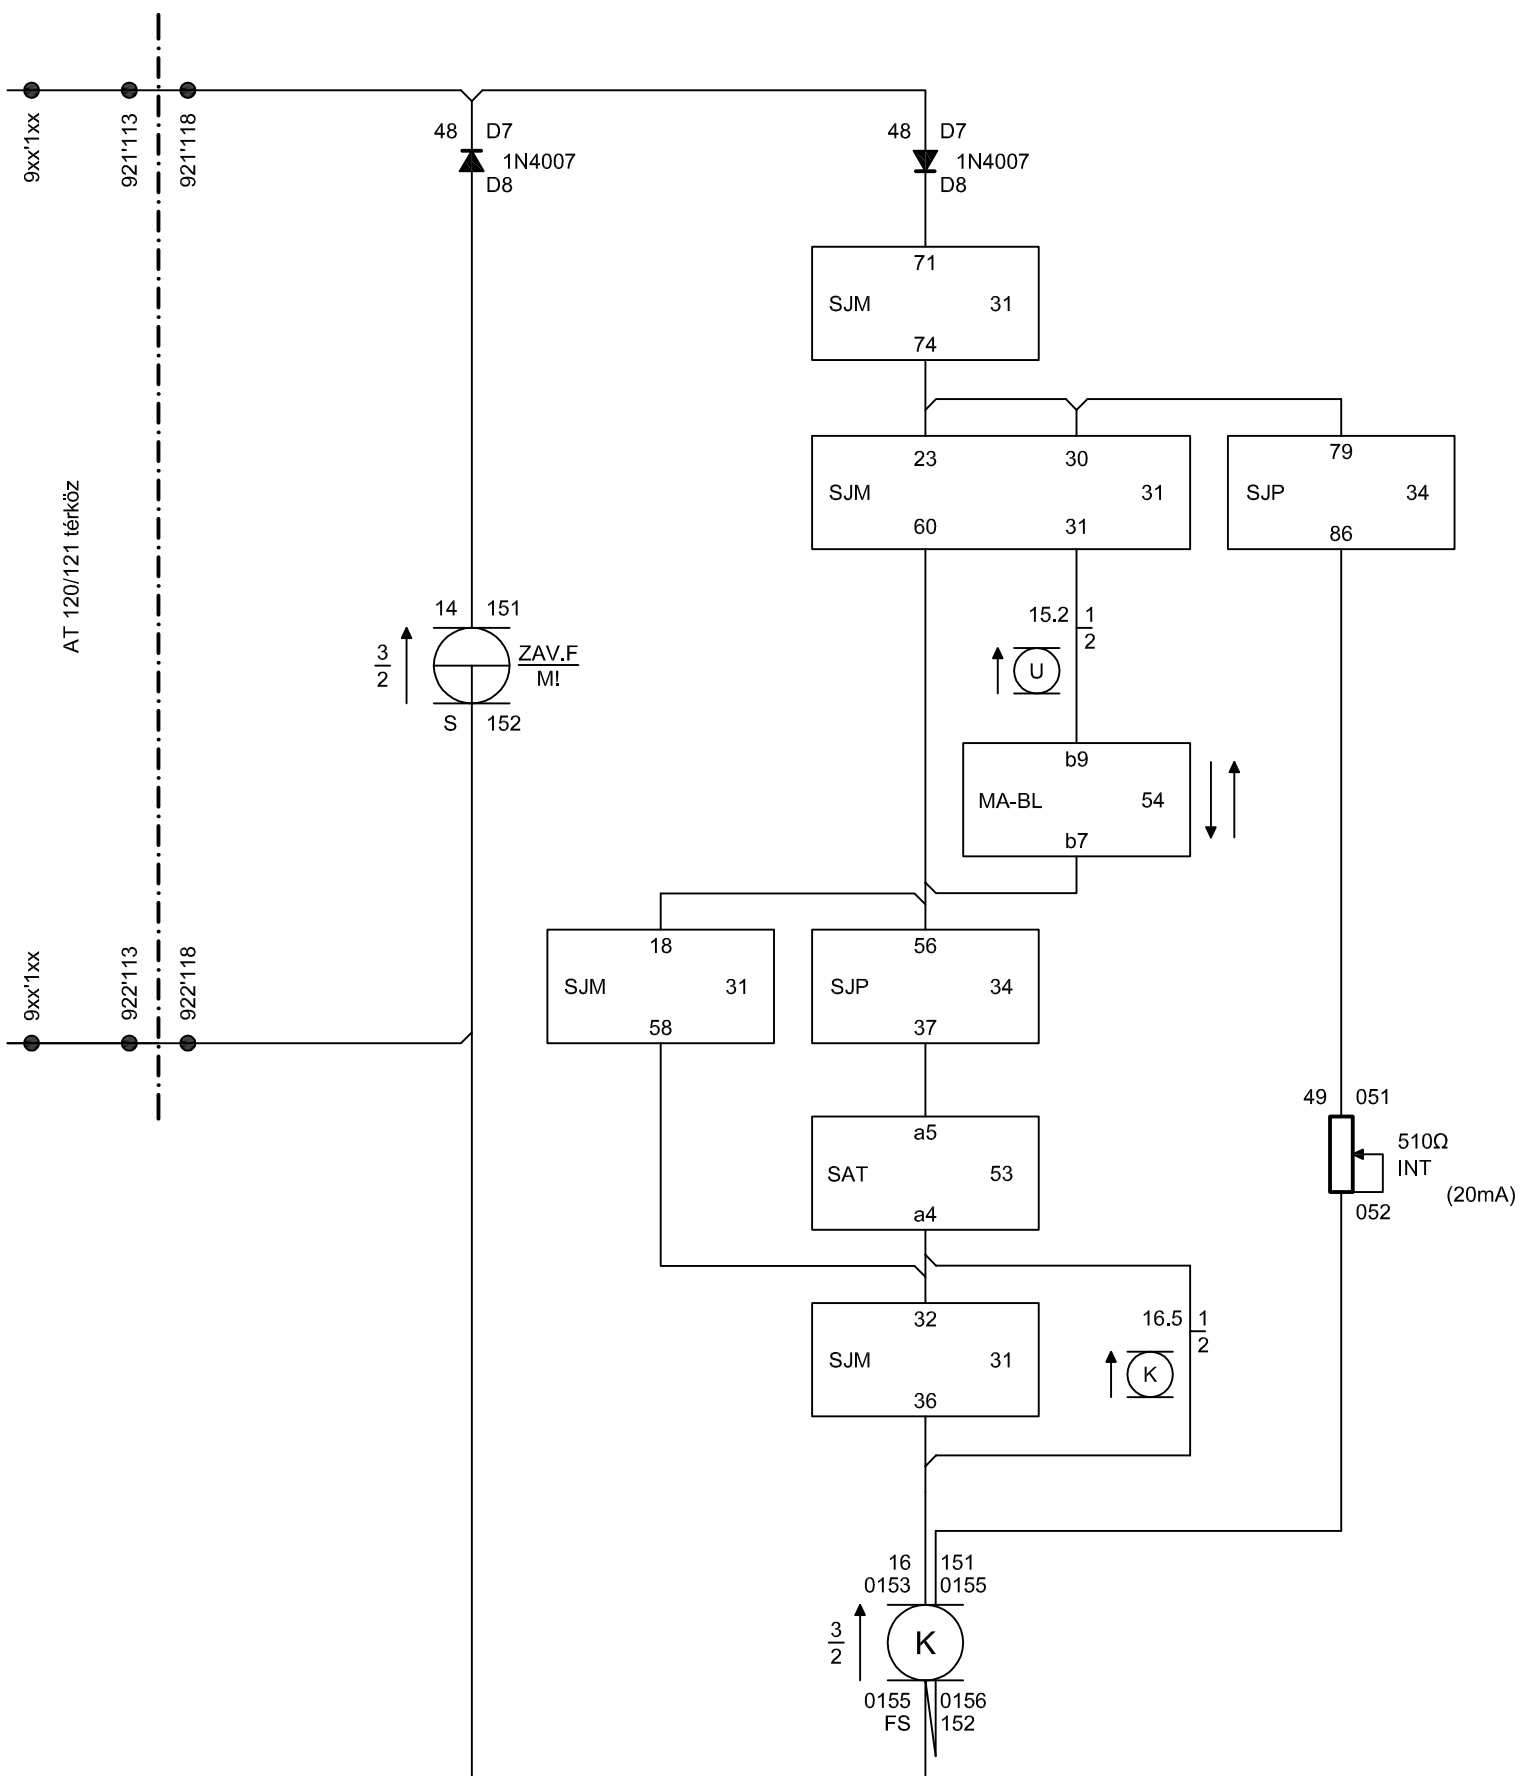 9xx'1xx
921'113
921'118
48 D7
1N4007
D8
48 D7
1N4007
D8
71
SJM 31
74
AT 120/121 térköz
23 30
SJM 31
60 31
79
SJP 34
86
14 151
3
2
ZAV.F
M!
S 152
15.2 1
2
U
b9
MA-BL 54
b7
9xx'1xx
922'113
922'118
18
SJM 31
58
56
SJP 34
37
a5
SAT 53
a4
49 051
510Ω
INT
(20mA)
052
32
SJM 31
36
16.5 1
2
K
16 151
0153 0155
3
2
K
0155 0156
FS 152